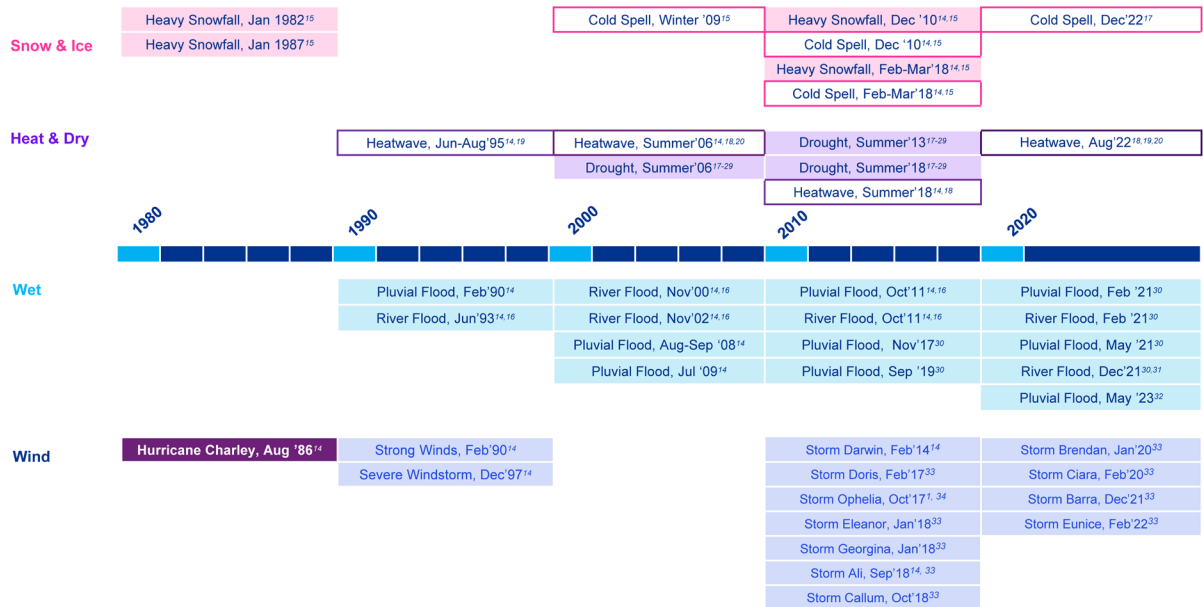 Snow & Ice
Heavy Snowfall, Jan 1982¹⁵
Heavy Snowfall, Jan 1987¹⁵
Cold Spell, Winter '09¹⁵
Heavy Snowfall, Dec '10¹⁴,¹⁵
Cold Spell, Dec '10¹⁴,¹⁵
Heavy Snowfall, Feb-Mar'18¹⁴,¹⁵
Cold Spell, Feb-Mar'18¹⁴,¹⁵
Cold Spell, Dec'22¹⁷
Heat & Dry
Heatwave, Jun-Aug'95¹⁴,¹⁹
Heatwave, Summer'06¹⁴,¹⁸,²⁰
Drought, Summer'06¹⁷-²⁹
Drought, Summer'13¹⁷-²⁹
Drought, Summer'18¹⁷-²⁹
Heatwave, Summer'18¹⁴,¹⁸
Heatwave, Aug'22¹⁸,¹⁹,²⁰
1980
1990
2000
2010
2020
Wet
Pluvial Flood, Feb'90¹⁴
River Flood, Jun'93¹⁴,¹⁶
River Flood, Nov'00¹⁴,¹⁶
River Flood, Nov'02¹⁴,¹⁶
Pluvial Flood, Aug-Sep '08¹⁴
Pluvial Flood, Jul '09¹⁴
Pluvial Flood, Oct'11¹⁴,¹⁶
River Flood, Oct'11¹⁴,¹⁶
Pluvial Flood, Nov'17³⁰
Pluvial Flood, Sep '19³⁰
Pluvial Flood, Feb '21³⁰
River Flood, Feb '21³⁰
Pluvial Flood, May '21³⁰
River Flood, Dec'21³⁰,³¹
Pluvial Flood, May '23³²
Wind
Hurricane Charley, Aug '86¹⁴
Strong Winds, Feb'90¹⁴
Severe Windstorm, Dec'97¹⁴
Storm Darwin, Feb'14¹⁴
Storm Doris, Feb'17³³
Storm Ophelia, Oct'17¹, ³⁴
Storm Eleanor, Jan'18³³
Storm Georgina, Jan'18³³
Storm Ali, Sep'18¹⁴, ³³
Storm Callum, Oct'18³³
Storm Brendan, Jan'20³³
Storm Ciara, Feb'20³³
Storm Barra, Dec'21³³
Storm Eunice, Feb'22³³